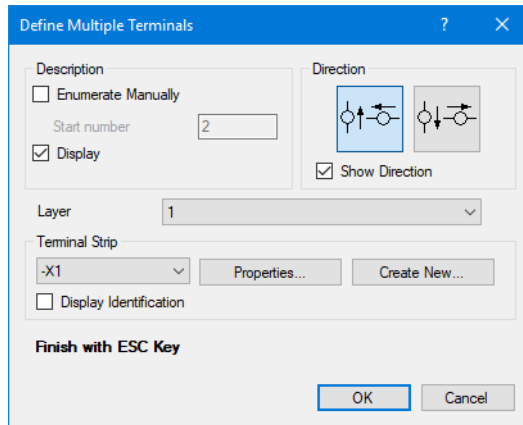 Define Multiple Terminals ? ×
Description
Enumerate Manually
Start number 2
Display
Direction
Show Direction
Layer 1
Terminal Strip
-X1 Properties... Create New...
Display Identification
Finish with ESC Key
OK Cancel